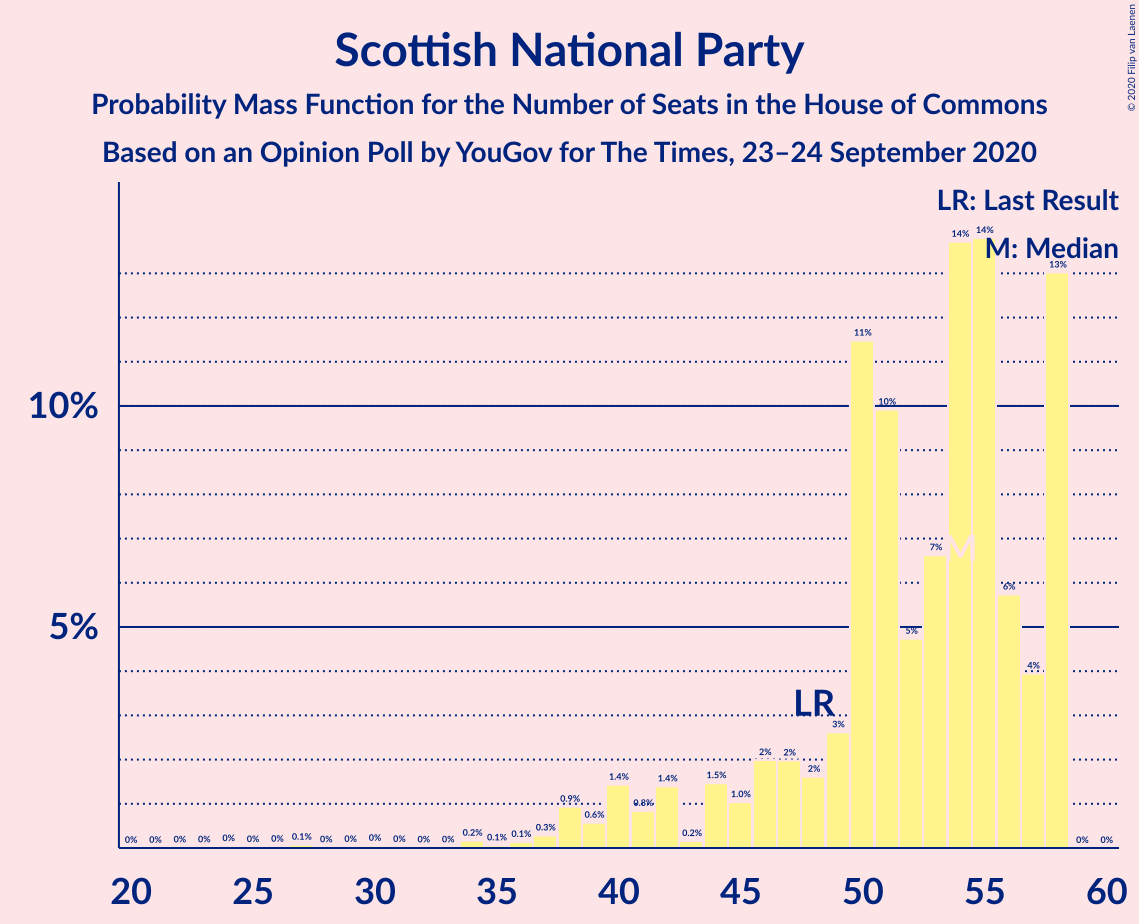 Scottish National Party
Probability Mass Function for the Number of Seats in the House of Commons
Based on an Opinion Poll by YouGov for The Times, 23–24 September 2020
© 2020 Filip van Laenen
LR: Last Result
M: Median
10%
5%
LR
M
0% 0% 0% 0% 0% 0% 0% 0.1% 0% 0% 0% 0% 0% 0% 0.2% 0.1% 0.1% 0.3% 0.9% 0.6% 1.4% 0.8% 1.4% 0.2% 1.5% 1.0% 2% 2% 2% 3% 11% 10% 5% 7% 14% 14% 6% 4% 13% 0% 0%
20 25 30 35 40 45 50 55 60